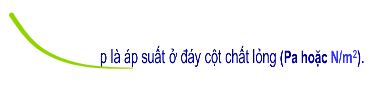 p là áp suất ở đáy cột chất lỏng (Pa hoặc N/m²).